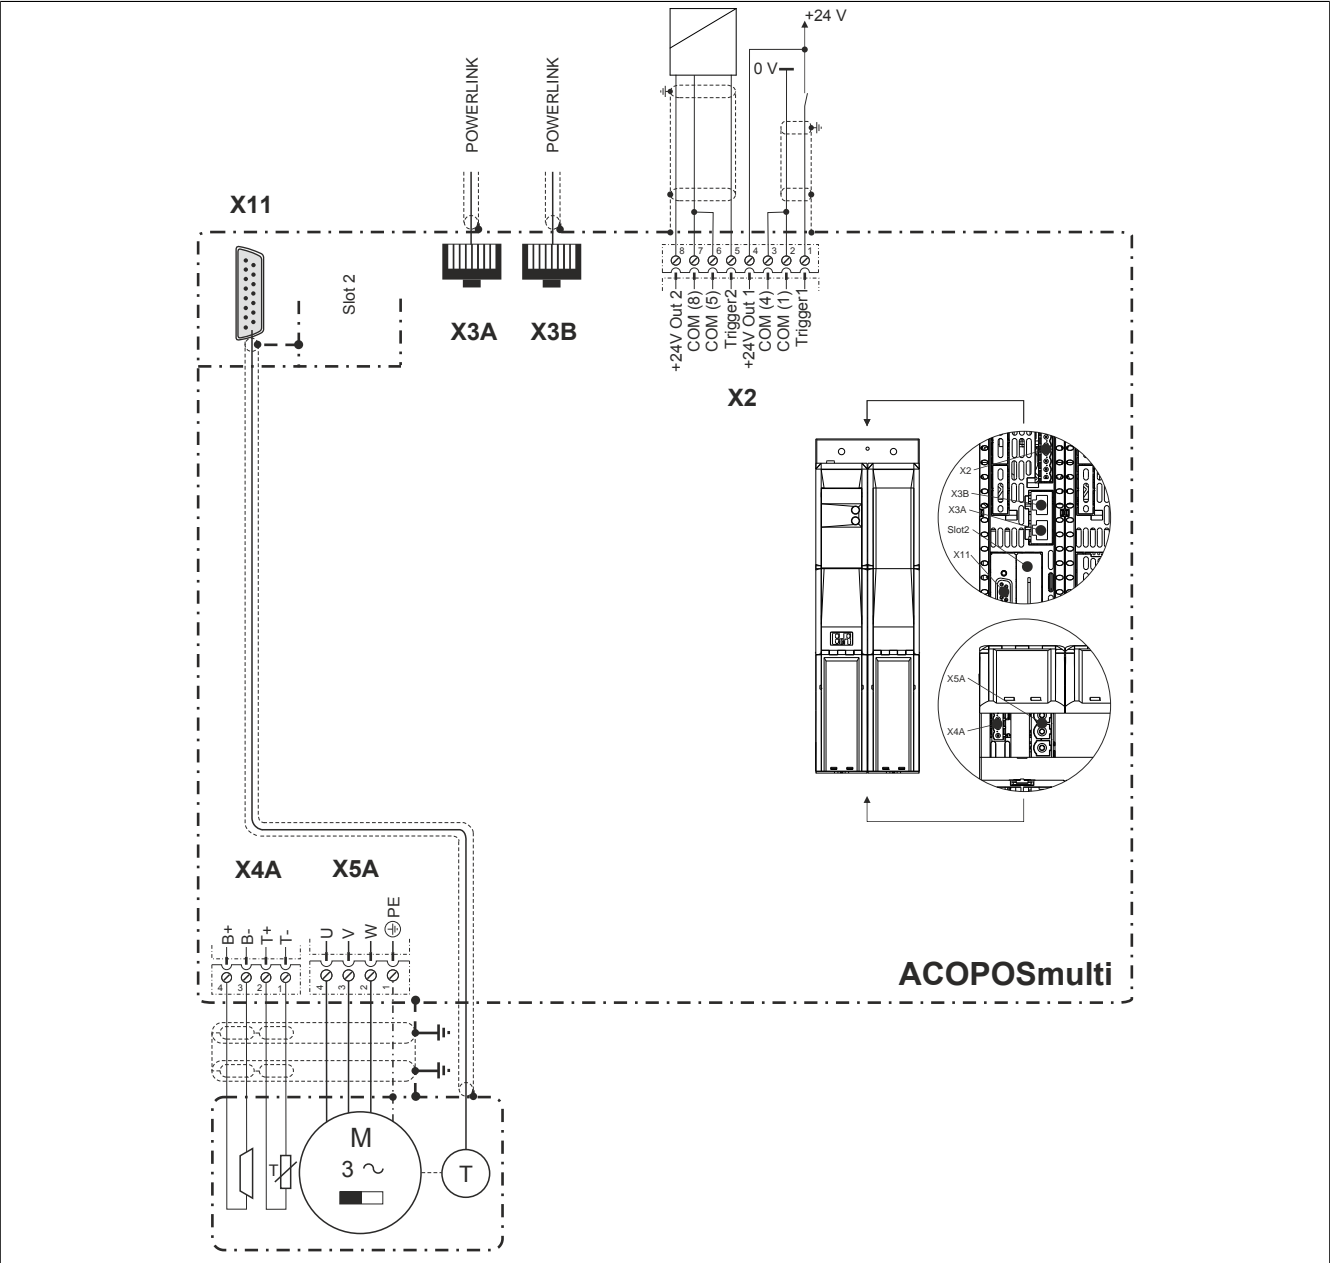 +24 V
0 V
POWERLINK
POWERLINK
X11
Slot 2
X3A
X3B
8
7
6
5
4
3
2
1
+24V Out 2
COM (8)
COM (5)
Trigger2
+24V Out 1
COM (4)
COM (1)
Trigger1
X2
X2
X3B
X3A
Slot2
X11
X5A
X4A
X4A
X5A
B+
B-
T+
T-
U
V
W
PE
4
3
2
1
4
3
2
1
ACOPOSmulti
M
3 ~
T
T